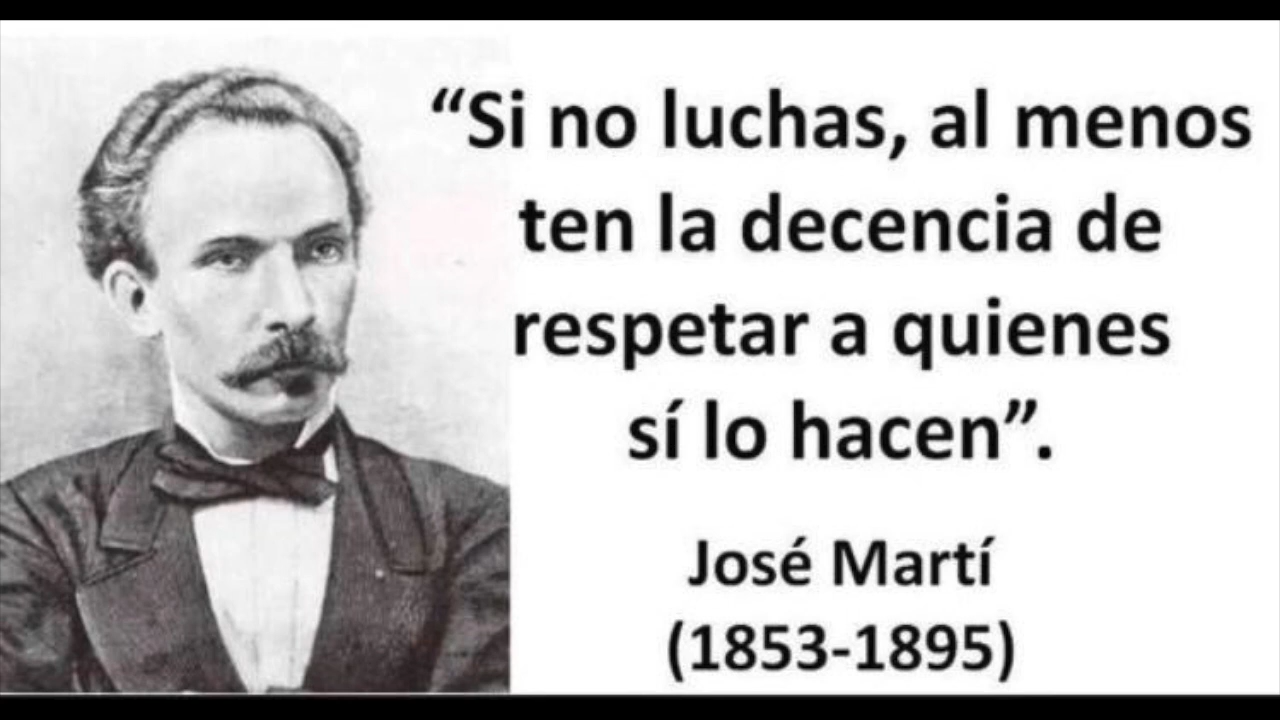 “Si no luchas, al menos
ten la decencia de
respetar a quienes
sí lo hacen”.
José Martí
(1853-1895)